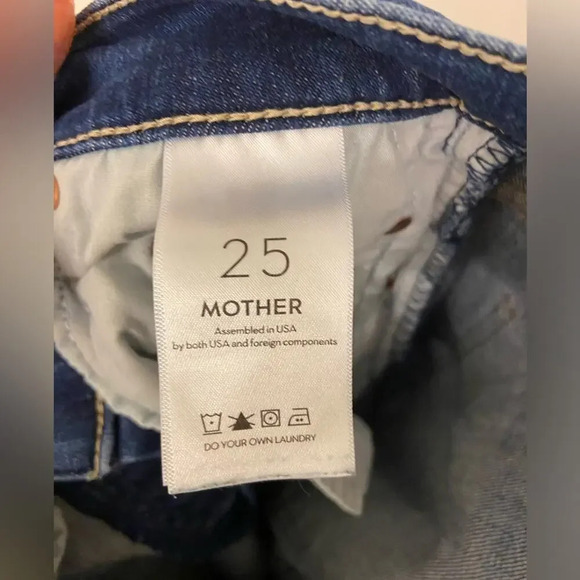 25
MOTHER
Assembled in USA
by both USA and foreign components
DO YOUR OWN LAUNDRY